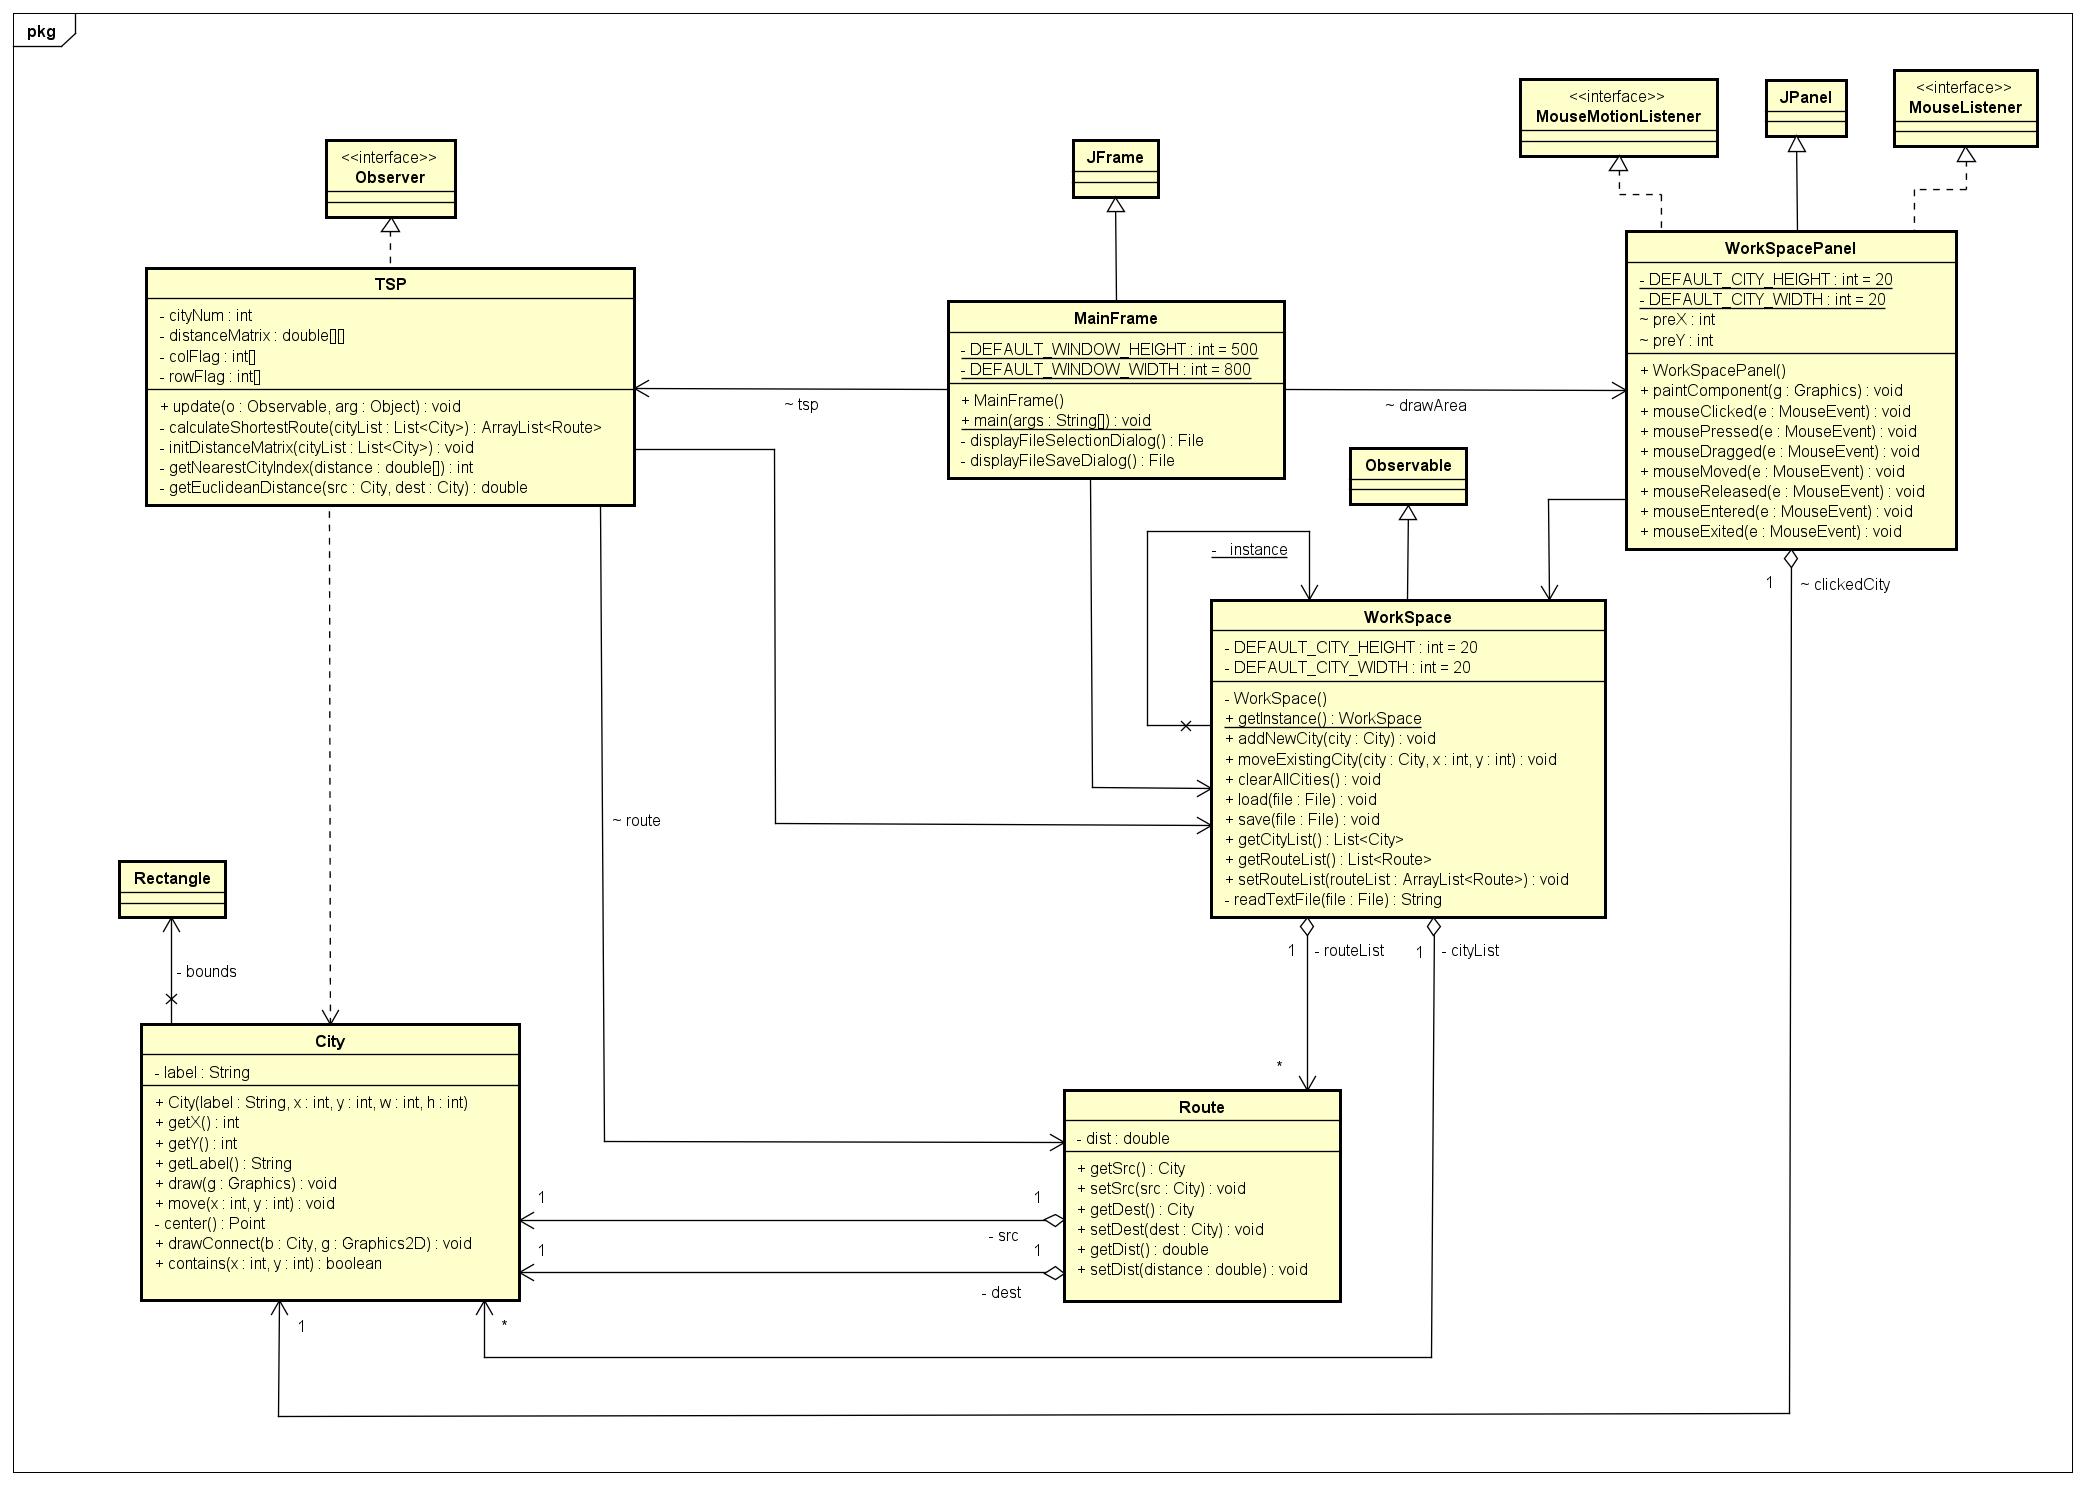 pkg
<<interface>>
MouseMotionListener
JPanel
<<interface>>
MouseListener
<<interface>>
Observer
JFrame
TSP
- cityNum : int
- distanceMatrix : double[][]
- colFlag : int[]
- rowFlag : int[]
+ update(o : Observable, arg : Object) : void
- calculateShortestRoute(cityList : List<City>) : ArrayList<Route>
- initDistanceMatrix(cityList : List<City>) : void
- getNearestCityIndex(distance : double[]) : int
- getEuclideanDistance(src : City, dest : City) : double
~ tsp
MainFrame
- DEFAULT_WINDOW_HEIGHT : int = 500
- DEFAULT_WINDOW_WIDTH : int = 800
+ MainFrame()
+ main(args : String[]) : void
- displayFileSelectionDialog() : File
- displayFileSaveDialog() : File
~ drawArea
WorkSpacePanel
- DEFAULT_CITY_HEIGHT : int = 20
- DEFAULT_CITY_WIDTH : int = 20
~ preX : int
~ preY : int
+ WorkSpacePanel()
+ paintComponent(g : Graphics) : void
+ mouseClicked(e : MouseEvent) : void
+ mousePressed(e : MouseEvent) : void
+ mouseDragged(e : MouseEvent) : void
+ mouseMoved(e : MouseEvent) : void
+ mouseReleased(e : MouseEvent) : void
+ mouseEntered(e : MouseEvent) : void
+ mouseExited(e : MouseEvent) : void
Observable
- _instance
1
~ clickedCity
WorkSpace
- DEFAULT_CITY_HEIGHT : int = 20
- DEFAULT_CITY_WIDTH : int = 20
- WorkSpace()
+ getInstance() : WorkSpace
+ addNewCity(city : City) : void
+ moveExistingCity(city : City, x : int, y : int) : void
+ clearAllCities() : void
+ load(file : File) : void
+ save(file : File) : void
+ getCityList() : List<City>
+ getRouteList() : List<Route>
+ setRouteList(routeList : ArrayList<Route>) : void
- readTextFile(file : File) : String
~ route
Rectangle
- bounds
1
- routeList
1
- cityList
*
City
- label : String
+ City(label : String, x : int, y : int, w : int, h : int)
+ getX() : int
+ getY() : int
+ getLabel() : String
+ draw(g : Graphics) : void
+ move(x : int, y : int) : void
- center() : Point
+ drawConnect(b : City, g : Graphics2D) : void
+ contains(x : int, y : int) : boolean
Route
- dist : double
+ getSrc() : City
+ setSrc(src : City) : void
+ getDest() : City
+ setDest(dest : City) : void
+ getDist() : double
+ setDist(distance : double) : void
1
1
- src
1
1
- dest
1
*